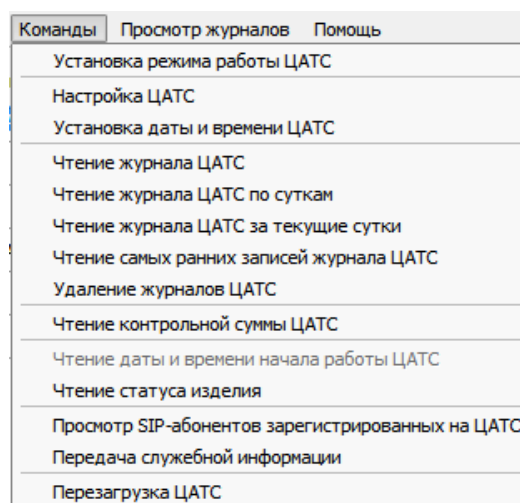 Команды Просмотр журналов Помощь
Установка режима работы ЦАТС
Настройка ЦАТС
Установка даты и времени ЦАТС
Чтение журнала ЦАТС
Чтение журнала ЦАТС по суткам
Чтение журнала ЦАТС за текущие сутки
Чтение самых ранних записей журнала ЦАТС
Удаление журналов ЦАТС
Чтение контрольной суммы ЦАТС
Чтение даты и времени начала работы ЦАТС
Чтение статуса изделия
Просмотр SIP-абонентов зарегистрированных на ЦАТС
Передача служебной информации
Перезагрузка ЦАТС